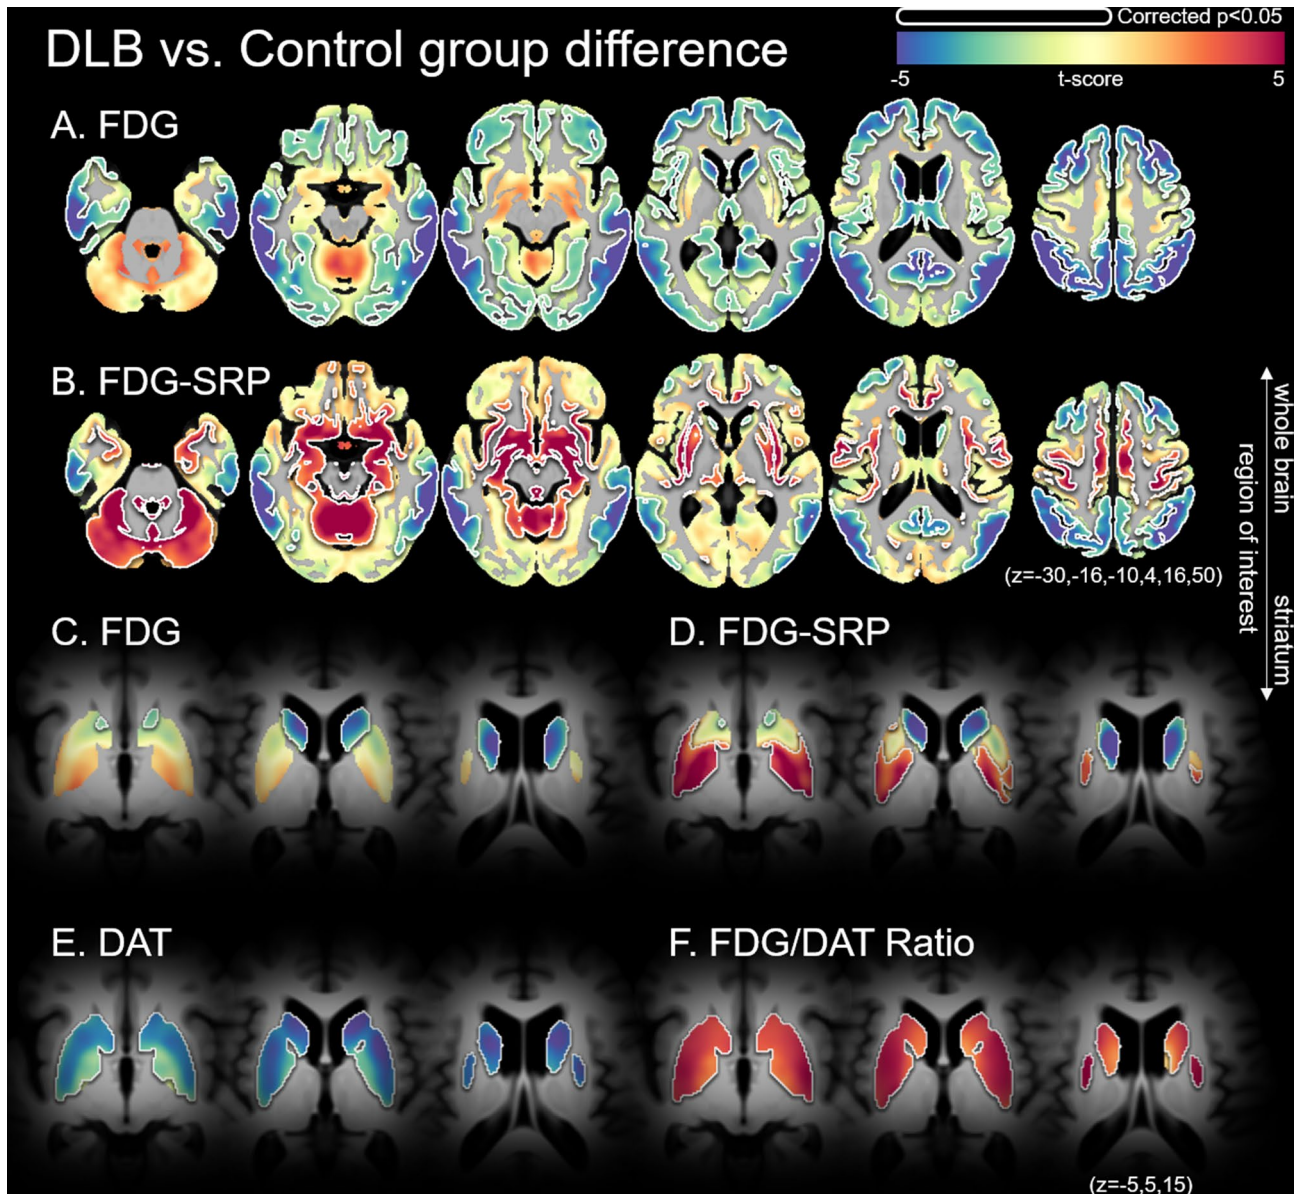 Corrected p<0.05
DLB vs. Control group difference
-5
t-score
5
A. FDG
B. FDG-SRP
whole brain
region of interest
striatum
(z=-30,-16,-10,4,16,50)
C. FDG
D. FDG-SRP
E. DAT
F. FDG/DAT Ratio
(z=-5,5,15)